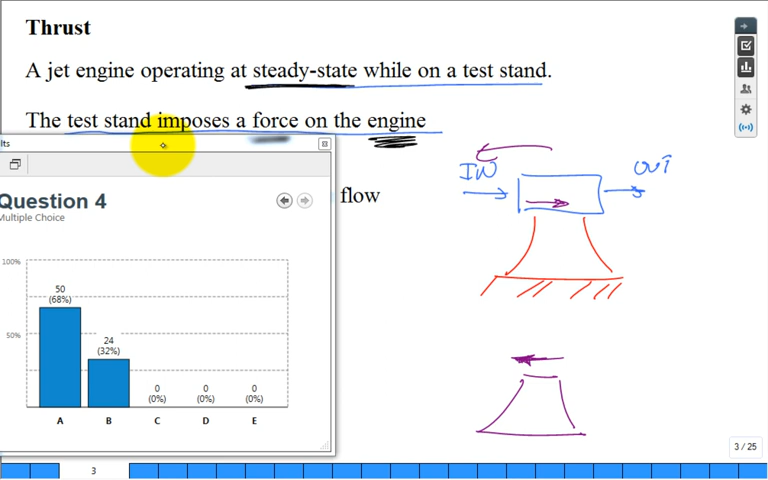 Thrust
A jet engine operating at steady-state while on a test stand.
The test stand imposes a force on the engine
lts
Question 4
Multiple Choice
flow
IN
OUT
100%
50
(68%)
50%
24
(32%)
0
(0%)
0
(0%)
0
(0%)
A B C D E
3 / 25
3